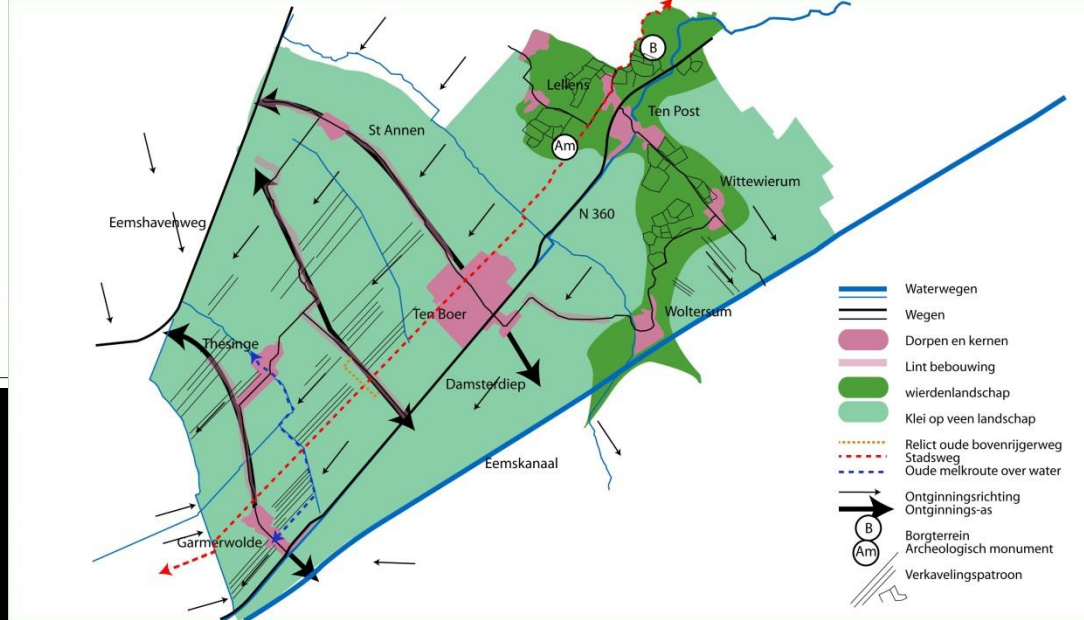 B
Lellens
Ten Post
St Annen
Am
Wittewierum
Eemshavenweg
N 360
Ten Boer
Woltersum
Thesinge
Damsterdiep
Eemskanaal
Garmerwolde
Waterwegen
Wegen
Dorpen en kernen
Lint bebouwing
wierdenlandschap
Klei op veen landschap
Relict oude bovenrijgerweg
Stadsweg
Oude melkroute over water
Ontginningsrichting
Ontginnings-as
B
Borgterrein
Am
Archeologisch monument
Verkavelingspatroon